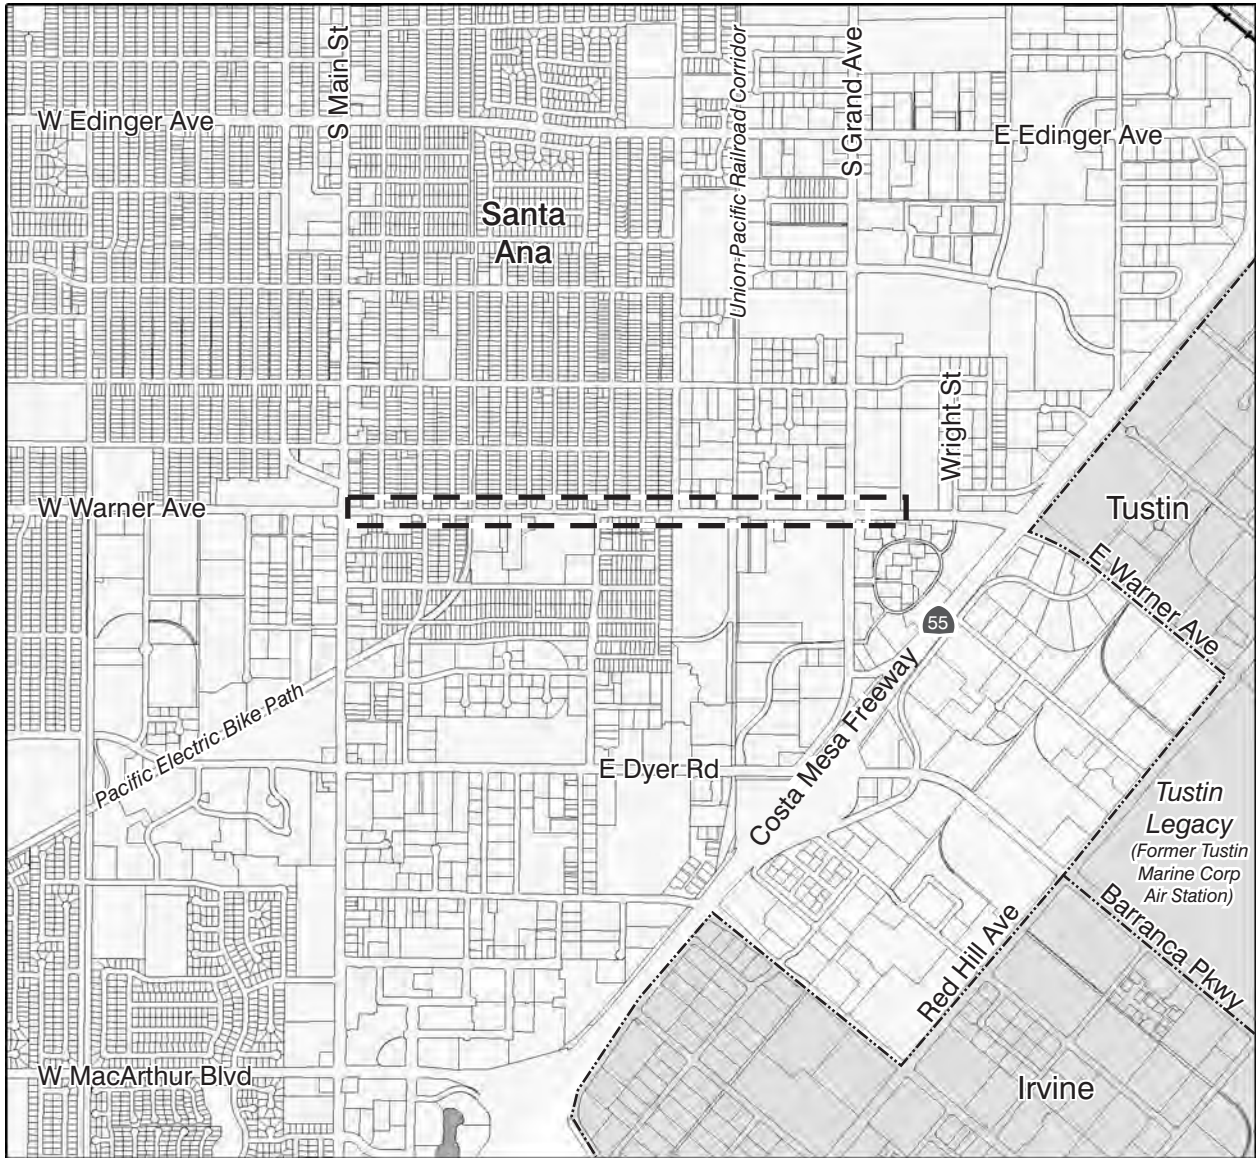 S Main St
Union Pacific Railroad Corridor
S Grand Ave
W Edinger Ave
E Edinger Ave
Santa
Ana
Wright St
W Warner Ave
Tustin
E Warner Ave
55
Pacific Electric Bike Path
Costa Mesa Freeway
E Dyer Rd
Tustin
Legacy
(Former Tustin
Marine Corp
Air Station)
Barranca Pkwy
Red Hill Ave
W MacArthur Blvd
Irvine